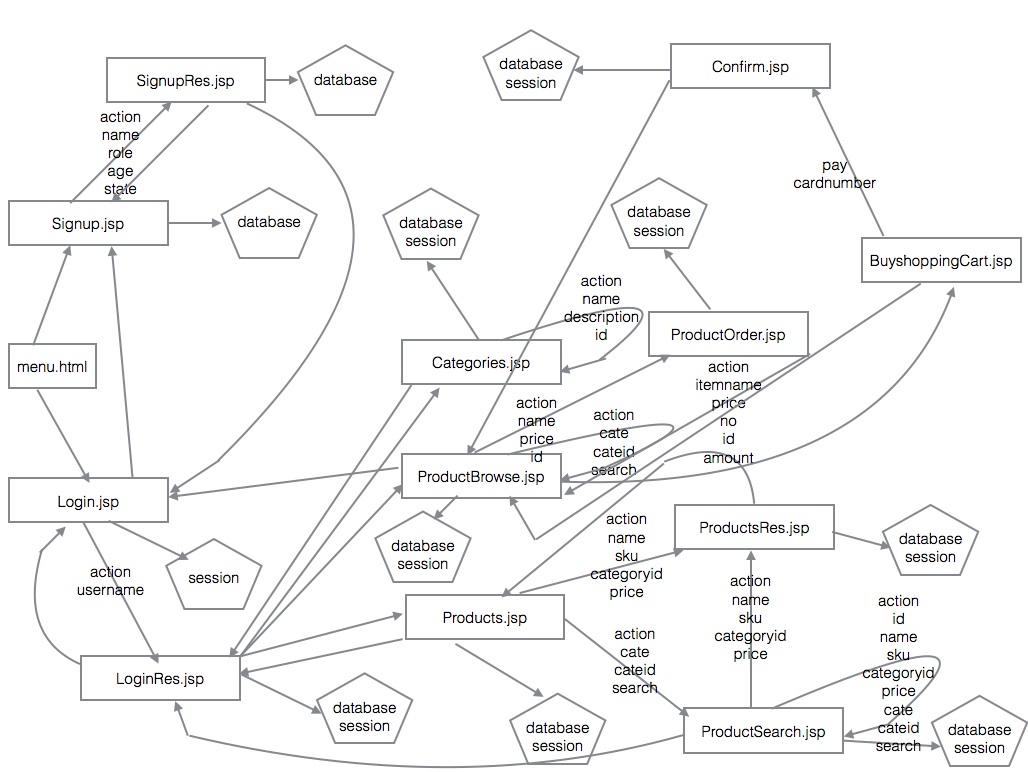 SignupRes.jsp
database
database
session
Confirm.jsp
action
name
role
age
state
pay
cardnumber
Signup.jsp
database
database
session
database
session
BuyshoppingCart.jsp
action
name
description
id
ProductOrder.jsp
menu.html
Categories.jsp
action
itemname
price
no
id
amount
action
name
price
id
action
cate
cateid
search
ProductBrowse.jsp
Login.jsp
database
session
action
name
sku
categoryid
price
ProductsRes.jsp
database
session
session
action
username
action
name
sku
categoryid
price
action
id
name
sku
categoryid
price
cate
cateid
search
Products.jsp
action
cate
cateid
search
LoginRes.jsp
database
session
database
session
ProductSearch.jsp
database
session